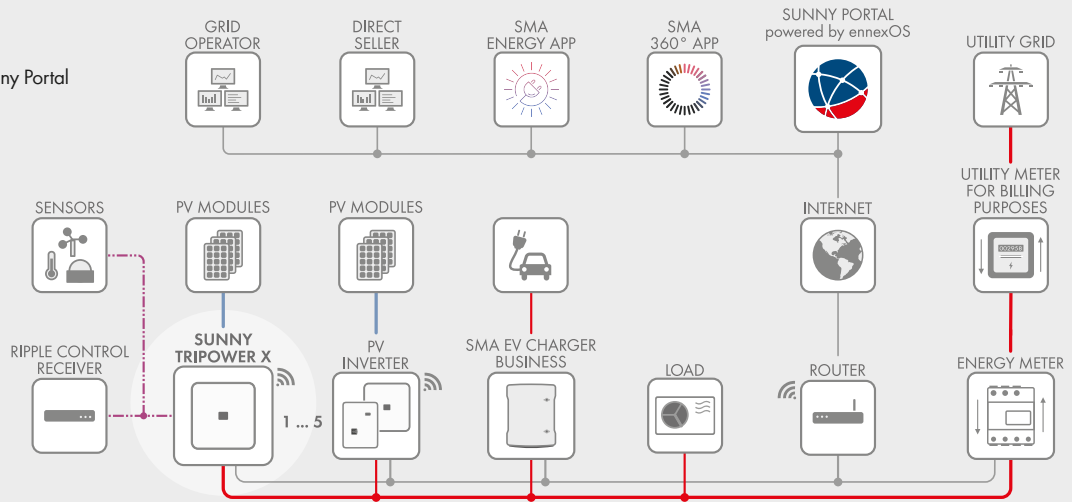 GRID
OPERATOR
DIRECT
SELLER
SMA
ENERGY APP
SMA
360° APP
SUNNY PORTAL
powered by ennexOS
UTILITY GRID
ny Portal
SENSORS
PV MODULES
PV MODULES
INTERNET
UTILITY METER
FOR BILLING
PURPOSES
002958
RIPPLE CONTROL
RECEIVER
SUNNY
TRIPOWER X
1 ... 5
PV
INVERTER
SMA EV CHARGER
BUSINESS
LOAD
ROUTER
ENERGY METER